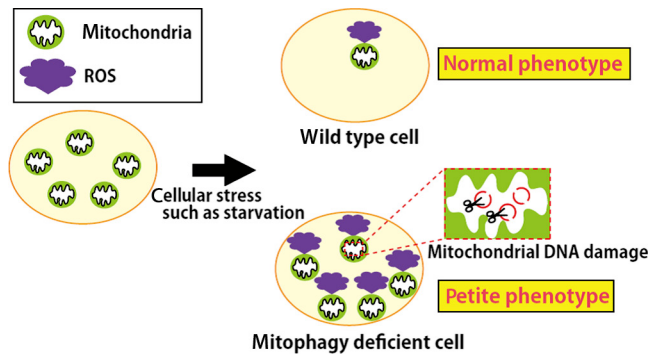 Mitochondria
ROS
Normal phenotype
Wild type cell
Cellular stress
such as starvation
Mitochondrial DNA damage
Petite phenotype
Mitophagy deficient cell